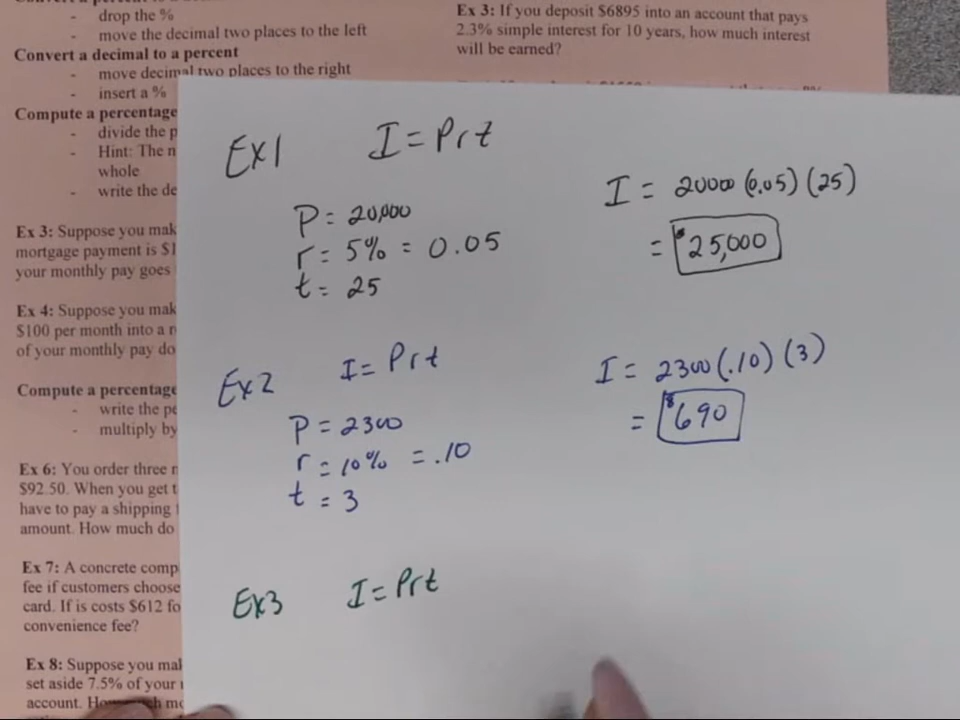 - drop the %
- move the decimal two places to the left
Convert a decimal to a percent
- move decimal two places to the right
- insert a %
Compute a percentage
- divide the
- Hint: The
whole
- write the
Ex 3: Suppose you
mortgage payment is
your monthly pay goes
Ex 4: Suppose you
$100 per month into a
of your monthly pay do
Compute a percentage
- write the
- multiply by
Ex 6: You order three
$92.50. When you get
have to pay a shipping
amount. How much do
Ex 7: A concrete
fee if customers choose
card. If is costs $612
convenience fee?
Ex 8: Suppose you
set aside 7.5% of your
account.
Ex 3: If you deposit $6895 into an account that pays
2.3% simple interest for 10 years, how much interest
will be earned?
Ex1 I = Prt
P = 20,000
r = 5% = 0.05
t = 25
I = 20000 (0.05) (25)
= $25,000
Ex2 I = Prt
P = 2300
r = 10% = .10
t = 3
I = 2300 (.10) (3)
= $690
Ex3 I = Prt